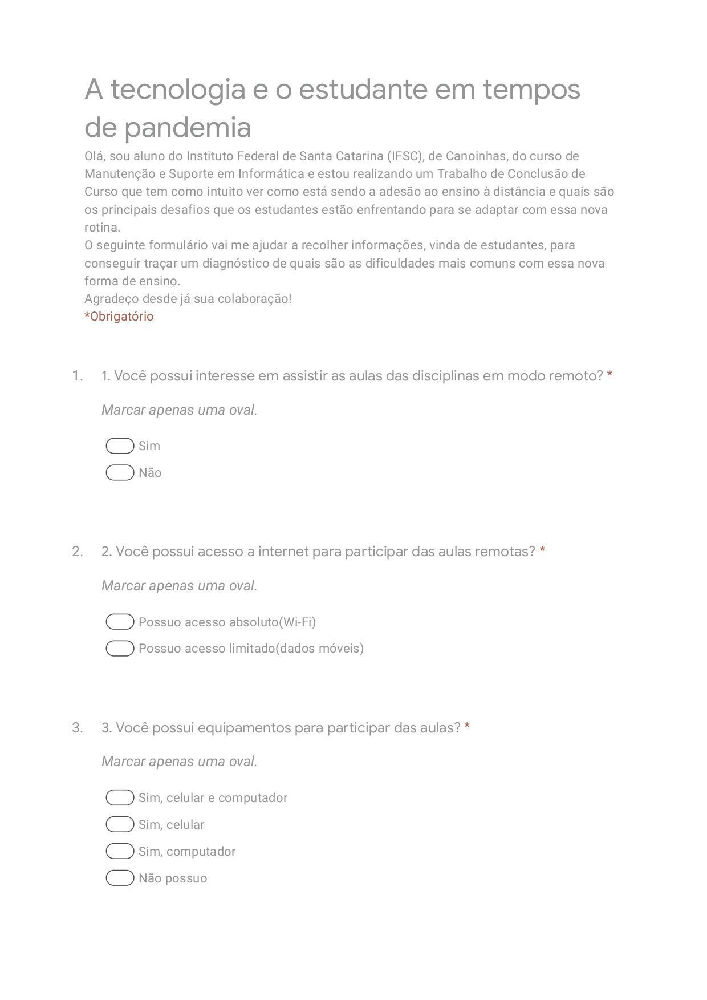 A tecnologia e o estudante em tempos
de pandemia
Olá, sou aluno do Instituto Federal de Santa Catarina (IFSC), de Canoinhas, do curso de
Manutenção e Suporte em Informática e estou realizando um Trabalho de Conclusão de
Curso que tem como intuito ver como está sendo a adesão ao ensino à distância e quais são
os principais desafios que os estudantes estão enfrentando para se adaptar com essa nova
rotina.
O seguinte formulário vai me ajudar a recolher informações, vinda de estudantes, para
conseguir traçar um diagnóstico de quais são as dificuldades mais comuns com essa nova
forma de ensino.
Agradeço desde já sua colaboração!
*Obrigatório
1. 1. Você possui interesse em assistir as aulas das disciplinas em modo remoto? *
Marcar apenas uma oval.
Sim
Não
2. 2. Você possui acesso a internet para participar das aulas remotas? *
Marcar apenas uma oval.
Possuo acesso absoluto(Wi-Fi)
Possuo acesso limitado(dados móveis)
3. 3. Você possui equipamentos para participar das aulas? *
Marcar apenas uma oval.
Sim, celular e computador
Sim, celular
Sim, computador
Não possuo